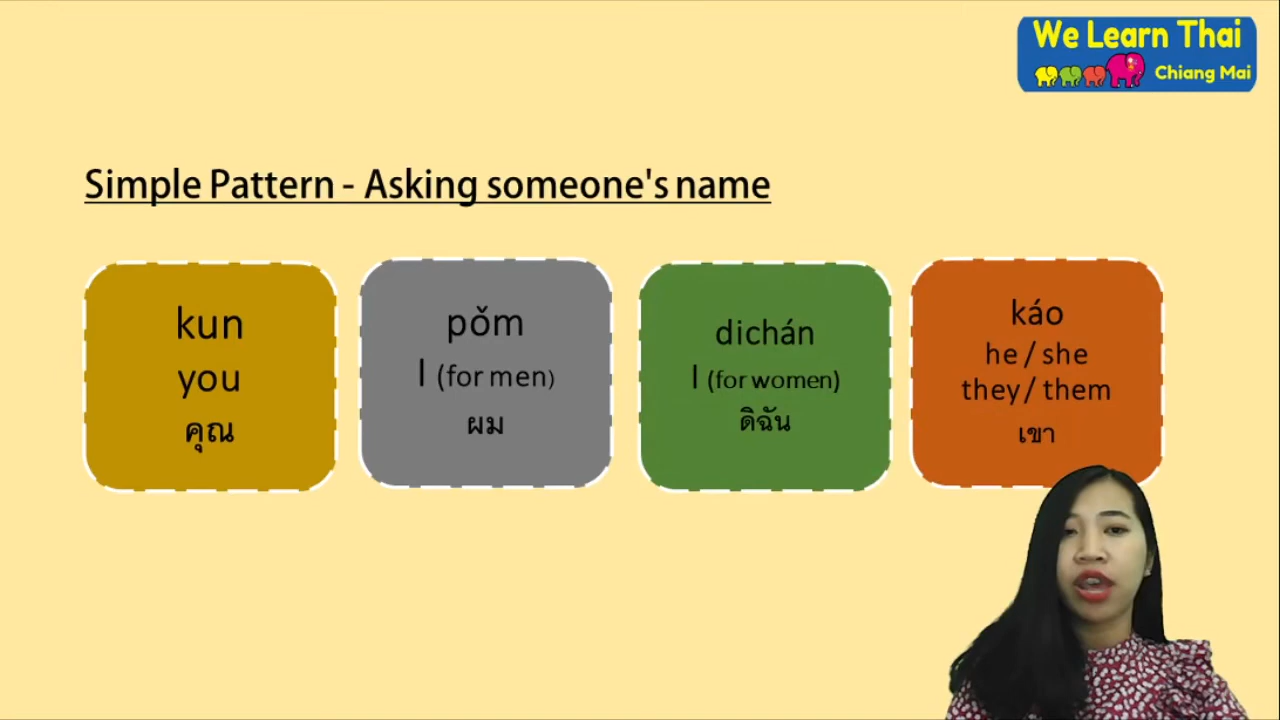 We Learn Thai
Chiang Mai
Simple Pattern - Asking someone's name
kun
you
คุณ
pǒm
I (for men)
ผม
dichán
I (for women)
ดิฉัน
káo
he / she
they / them
เขา